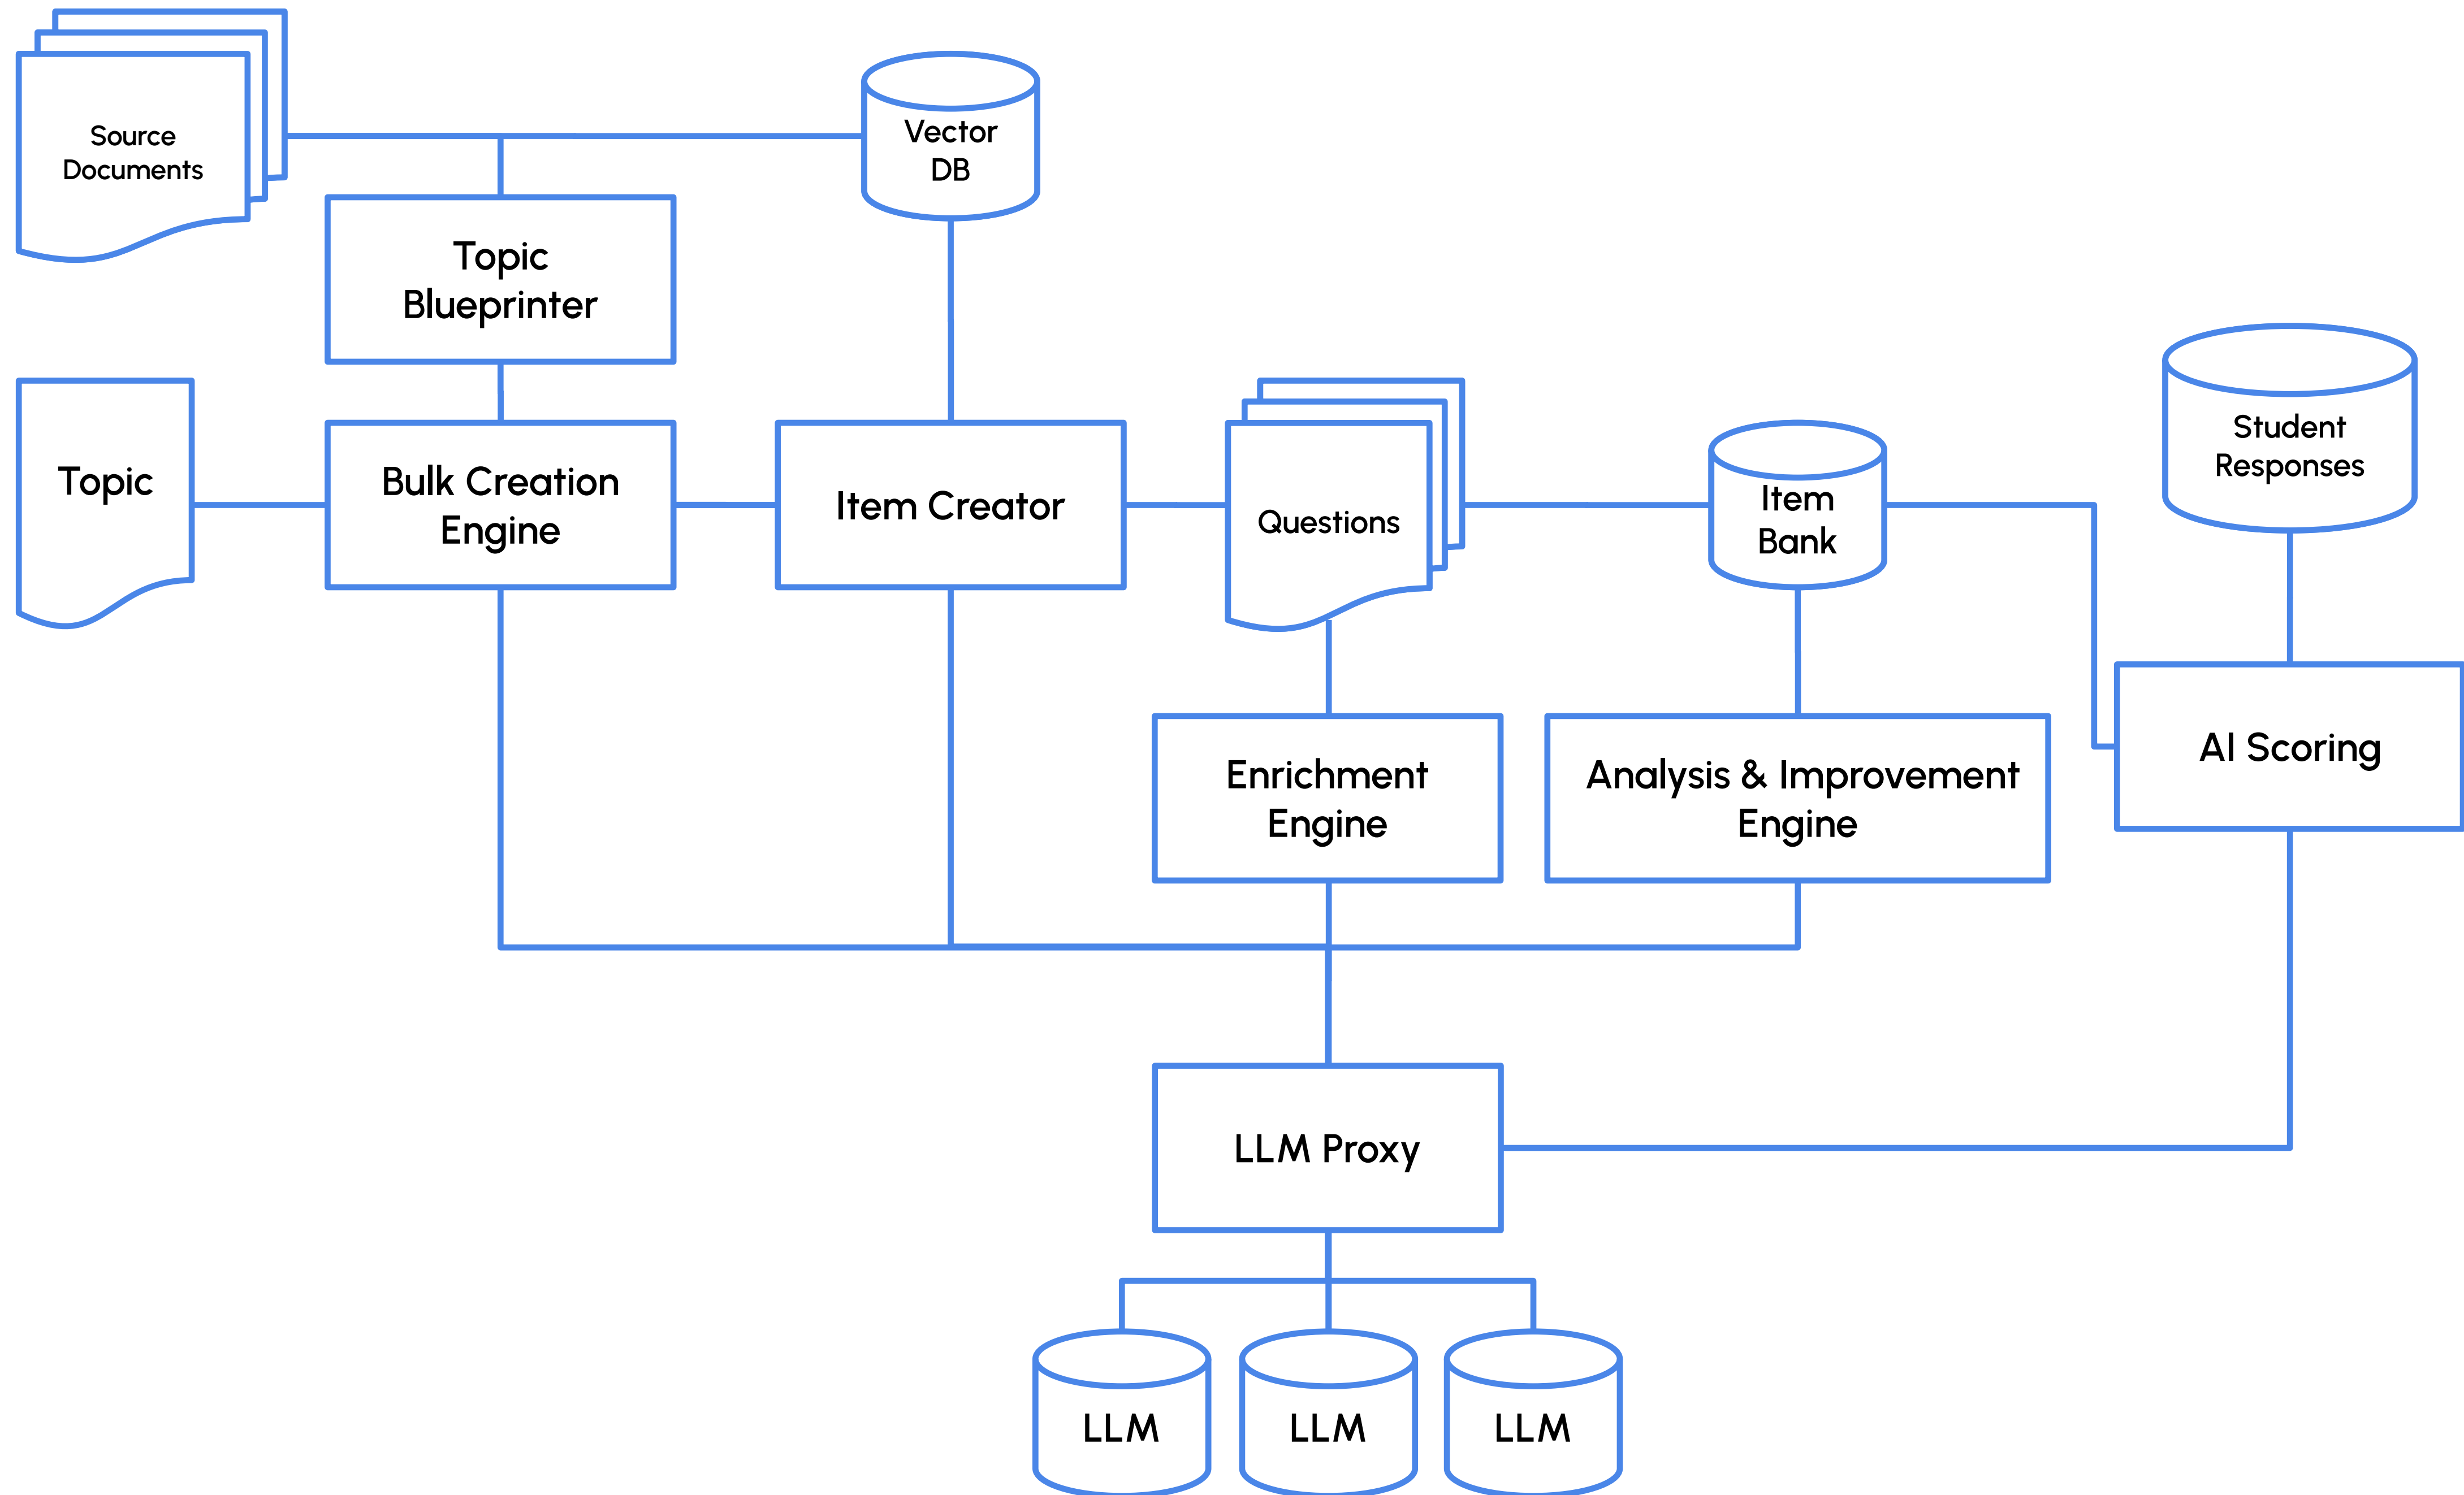 Source
Documents
Vector
DB
Topic
Blueprinter
Topic
Bulk Creation
Engine
Item Creator
Questions
Item
Bank
Student
Responses
Enrichment
Engine
Analysis & Improvement
Engine
AI Scoring
LLM Proxy
LLM
LLM
LLM